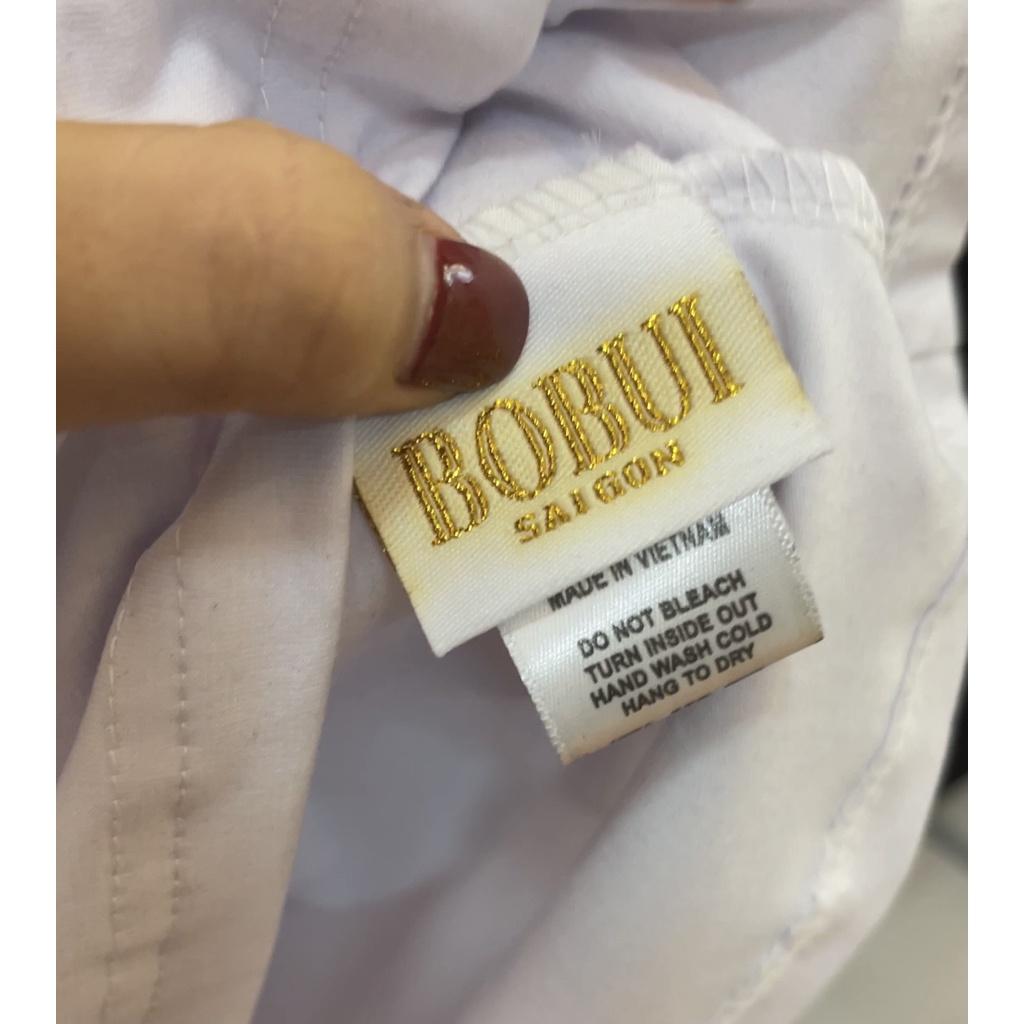 BOBUI
SAIGON
MADE IN VIETNAM
DO NOT BLEACH
TURN INSIDE OUT
HAND WASH COLD
HANG TO DRY